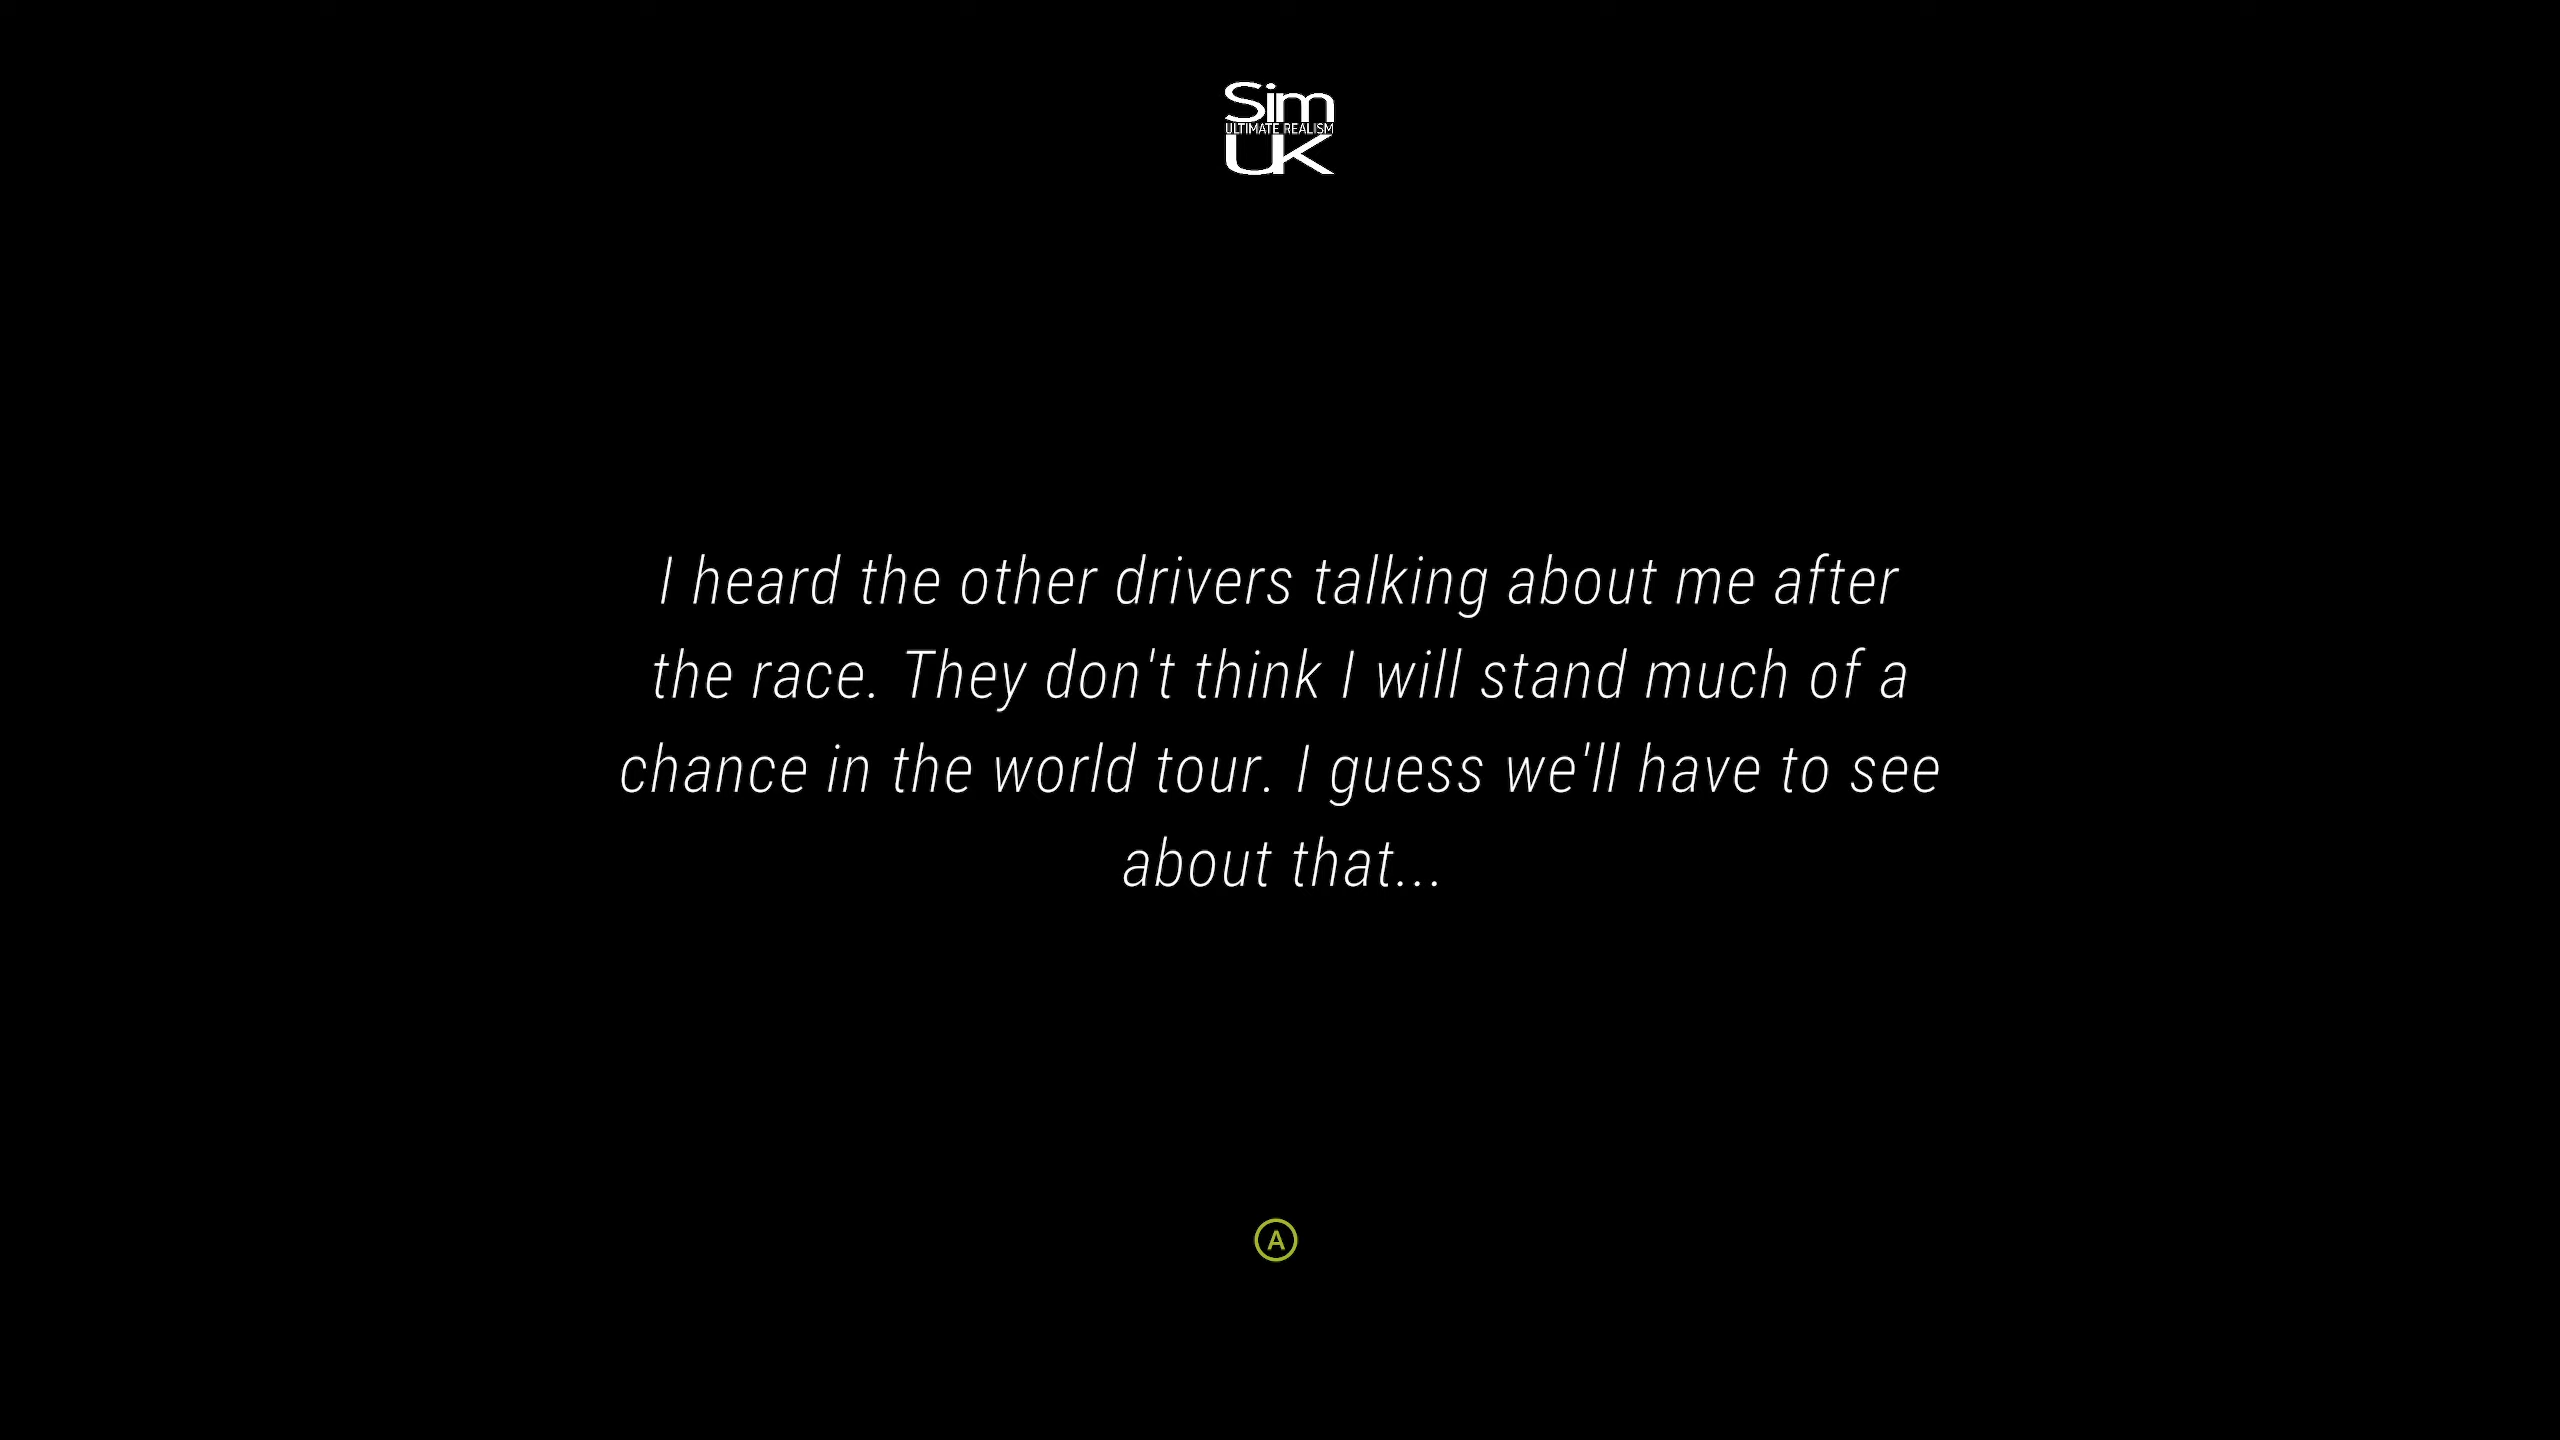 Sim
ULTIMATE REALISM
UK
I heard the other drivers talking about me after
the race. They don't think I will stand much of a
chance in the world tour. I guess we'll have to see
about that...
A